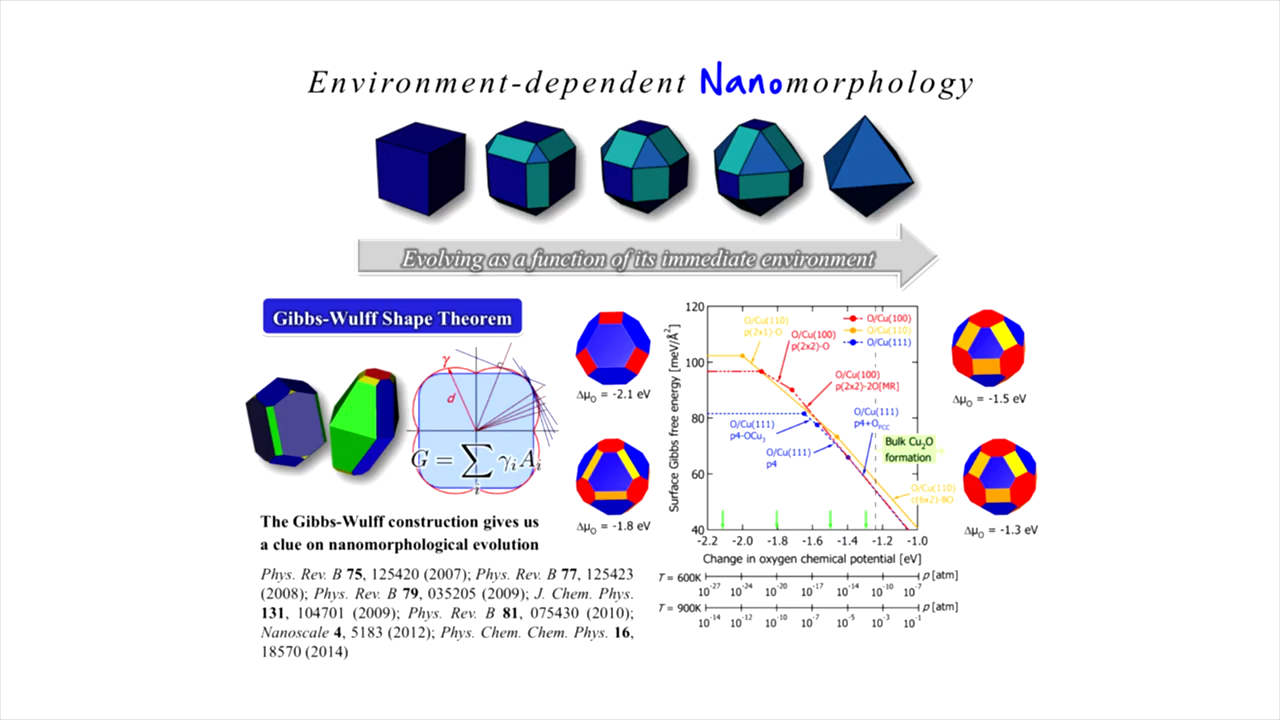 Environment-dependent Nanomorphology
Evolving as a function of its immediate environment
Gibbs-Wulff Shape Theorem
γ
d
G = ∑ γᵢAᵢ
i
The Gibbs-Wulff construction gives us
a clue on nanomorphological evolution
Phys. Rev. B 75, 125420 (2007); Phys. Rev. B 77, 125423
(2008); Phys. Rev. B 79, 035205 (2009); J. Chem. Phys.
131, 104701 (2009); Phys. Rev. B 81, 075430 (2010);
Nanoscale 4, 5183 (2012); Phys. Chem. Chem. Phys. 16,
18570 (2014)
Δμ_O = -2.1 eV
Δμ_O = -1.8 eV
Surface Gibbs free energy [meV/Å²]
120
100
80
60
40
O/Cu(110)
p(2x1)-O
O/Cu(100)
p(2x2)-O
O/Cu(100)
O/Cu(110)
O/Cu(111)
O/Cu(100)
p(2x2)-2O[MR]
O/Cu(111)
p4-OCu₃
O/Cu(111)
p4+O_FCC
O/Cu(111)
p4
Bulk Cu₂O
formation
O/Cu(110)
c(6x2)-8O
-2.2 -2.0 -1.8 -1.6 -1.4 -1.2 -1.0
Change in oxygen chemical potential [eV]
T = 600K p [atm]
10⁻²⁷ 10⁻²⁴ 10⁻²⁰ 10⁻¹⁷ 10⁻¹⁴ 10⁻¹⁰ 10⁻⁷
T = 900K p [atm]
10⁻¹⁴ 10⁻¹² 10⁻¹⁰ 10⁻⁷ 10⁻⁵ 10⁻³ 10⁻¹
Δμ_O = -1.5 eV
Δμ_O = -1.3 eV